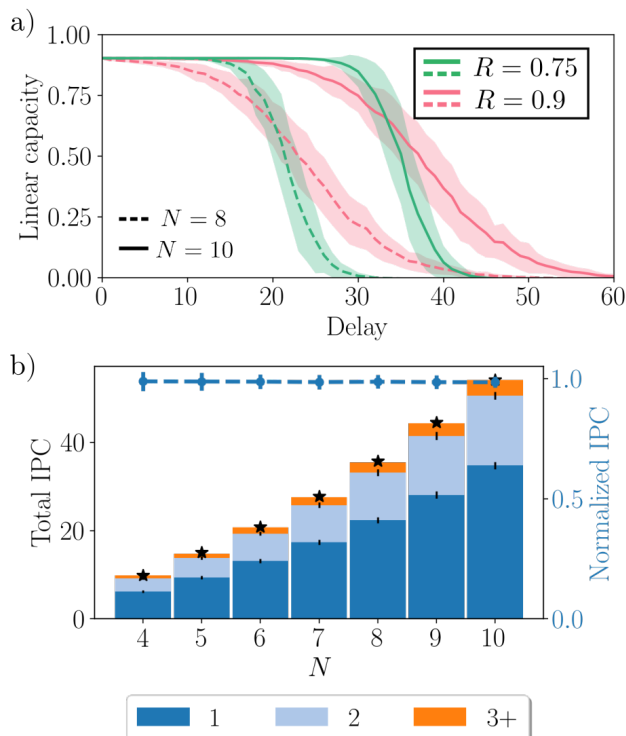 a)
1.00
0.75
0.50
0.25
0.00
Linear capacity
R = 0.75
R = 0.9
N = 8
N = 10
0 10 20 30 40 50 60
Delay
b)
40
20
0
Total IPC
1.0
0.5
0.0
Normalized IPC
4 5 6 7 8 9 10
N
1 2 3+